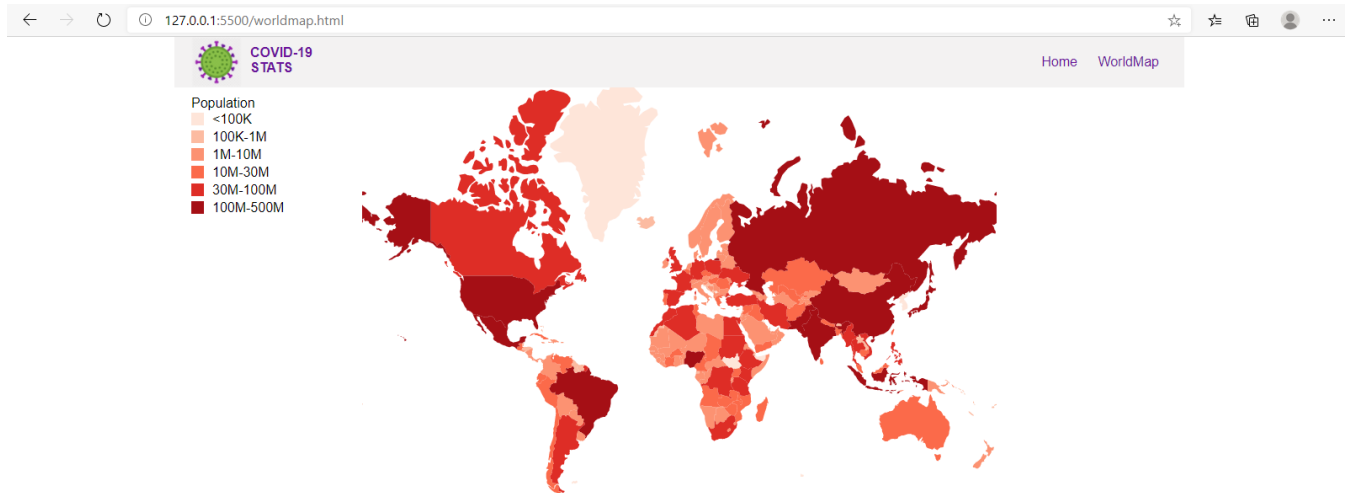 127.0.0.1:5500/worldmap.html
COVID-19
STATS
Home WorldMap
Population
<100K
100K-1M
1M-10M
10M-30M
30M-100M
100M-500M